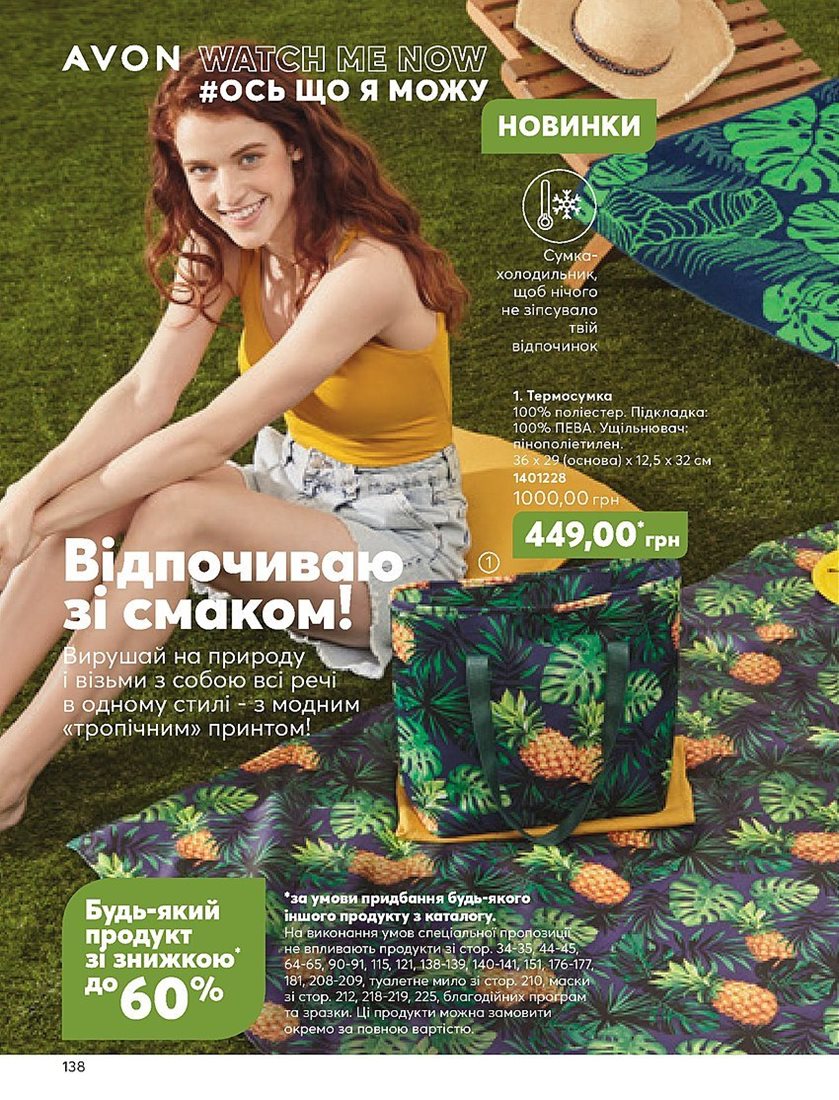 AVON WATCH ME NOW
#ОСЬ ЩО Я МОЖУ
НОВИНКИ
Сумка-
холодильник,
щоб нічого
не зіпсувало
твій
відпочинок
1. Термосумка
100% поліестер. Підкладка:
100% ПЕВА. Ущільнювач:
пінополіетилен.
36 x 29 (основа) x 12,5 x 32 см
1401228
1000,00 грн
449,00* грн
1
Відпочиваю
зі смаком!
Вирушай на природу
і візьми з собою всі речі
в одному стилі - з модним
«тропічним» принтом!
Будь-який
продукт
зі знижкою*
до 60%
*за умови придбання будь-якого
іншого продукту з каталогу.
На виконання умов спеціальної пропозиції
не впливають продукти зі стор. 34-35, 44-45,
64-65, 90-91, 115, 121, 138-139, 140-141, 151, 176-177,
181, 208-209, туалетне мило зі стор. 210, маски
зі стор. 212, 218-219, 225, благодійних програм
та зразки. Ці продукти можна замовити
окремо за повною вартістю.
138